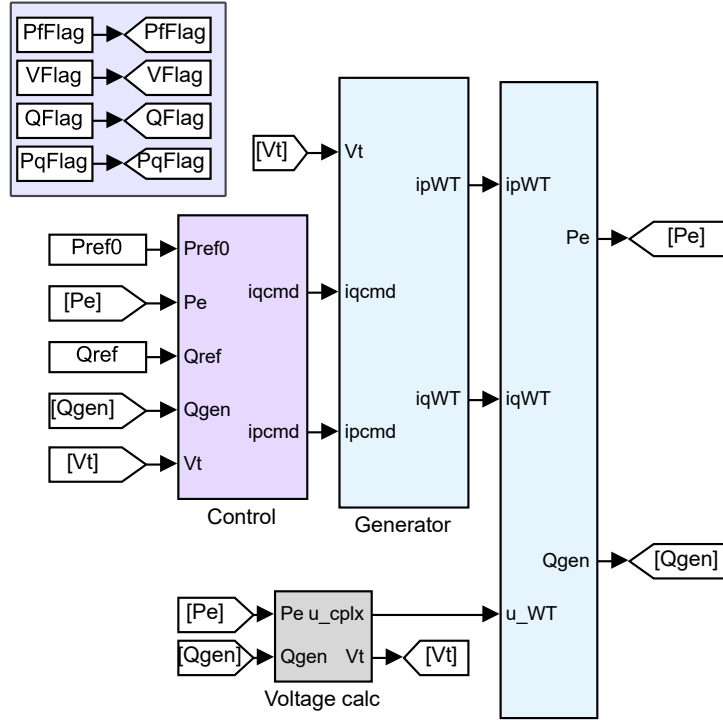 PfFlag PfFlag
VFlag VFlag
QFlag QFlag
PqFlag PqFlag
[Vt] Vt
ipWT ipWT
Pref0 Pref0
Pe [Pe]
[Pe] Pe
iqcmd iqcmd
Qref Qref
iqWT iqWT
[Qgen] Qgen
ipcmd ipcmd
[Vt] Vt
Control
Generator
Qgen [Qgen]
[Pe] Pe u_cplx u_WT
[Qgen] Qgen Vt [Vt]
Voltage calc